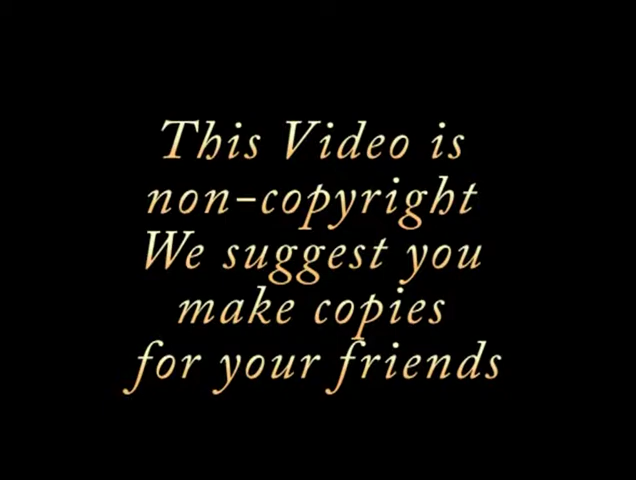 This Video is
non-copyright
We suggest you
make copies
for your friends